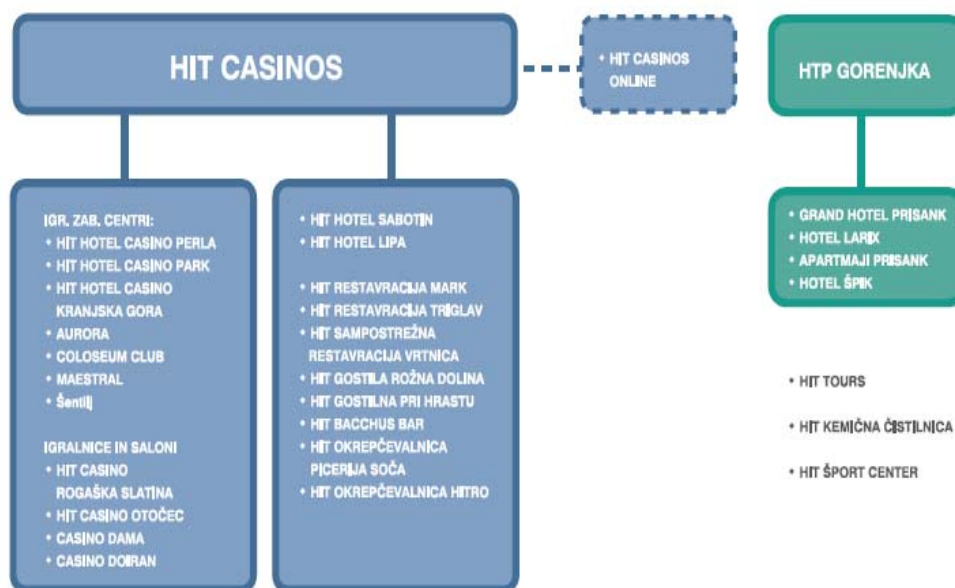 HIT CASINOS
• HIT CASINOS
ONLINE
HTP GORENJKA
IGR. ZAB. CENTRI:
• HIT HOTEL CASINO PERLA
• HIT HOTEL CASINO PARK
• HIT HOTEL CASINO
KRANJSKA GORA
• AURORA
• COLOSEUM CLUB
• MAESTRAL
• Šentilj
IGRALNICE IN SALONI
• HIT CASINO
ROGAŠKA SLATINA
• HIT CASINO OTOČEC
• CASINO DAMA
• CASINO DOIRAN
• HIT HOTEL SABOTIN
• HIT HOTEL LIPA
• HIT RESTAVRACIJA MARK
• HIT RESTAVRACIJA TRIGLAV
• HIT SAMPOSTREŽNA
RESTAVRACIJA VRTNICA
• HIT GOSTILA ROŽNA DOLINA
• HIT GOSTILNA PRI HRASTU
• HIT BACCHUS BAR
• HIT OKREPČEVALNICA
PICERIJA SOČA
• HIT OKREPČEVALNICA HITRO
• GRAND HOTEL PRISANK
• HOTEL LARIX
• APARTMAJI PRISANK
• HOTEL ŠPIK
• HIT TOURS
• HIT KEMIČNA ČISTILNICA
• HIT ŠPORT CENTER